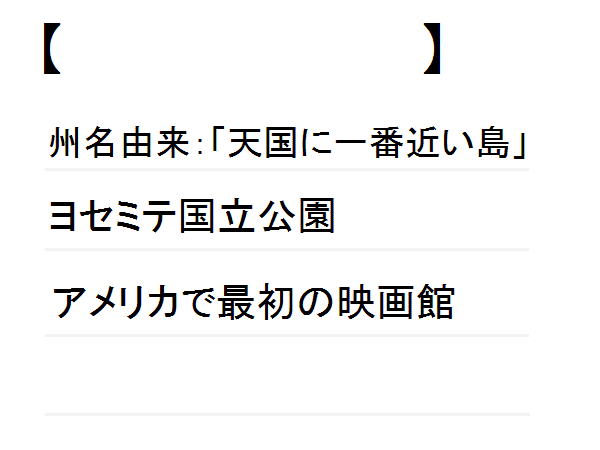 【　　　　　　　　　】
州名由来:「天国に一番近い島」
ヨセミテ国立公園
アメリカで最初の映画館